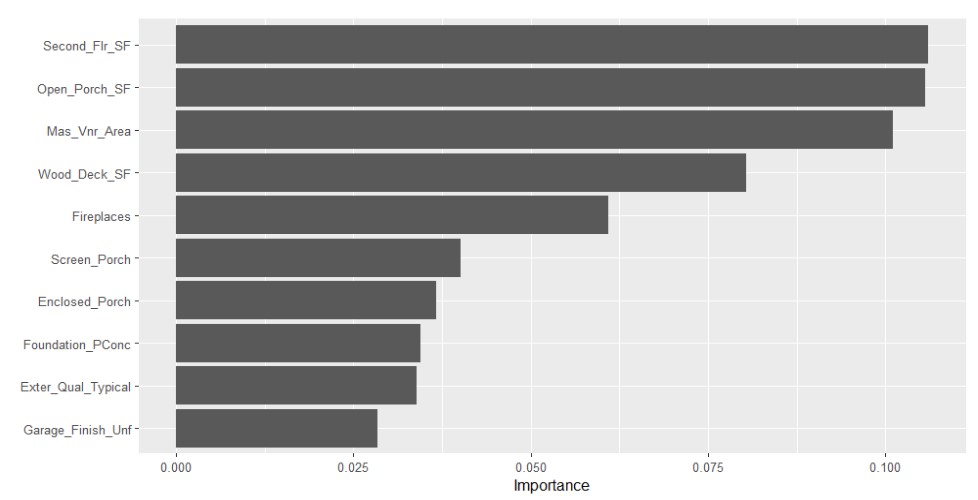 Second_Flr_SF
Open_Porch_SF
Mas_Vnr_Area
Wood_Deck_SF
Fireplaces
Screen_Porch
Enclosed_Porch
Foundation_PConc
Exter_Qual_Typical
Garage_Finish_Unf
0.000 0.025 0.050 0.075 0.100
Importance